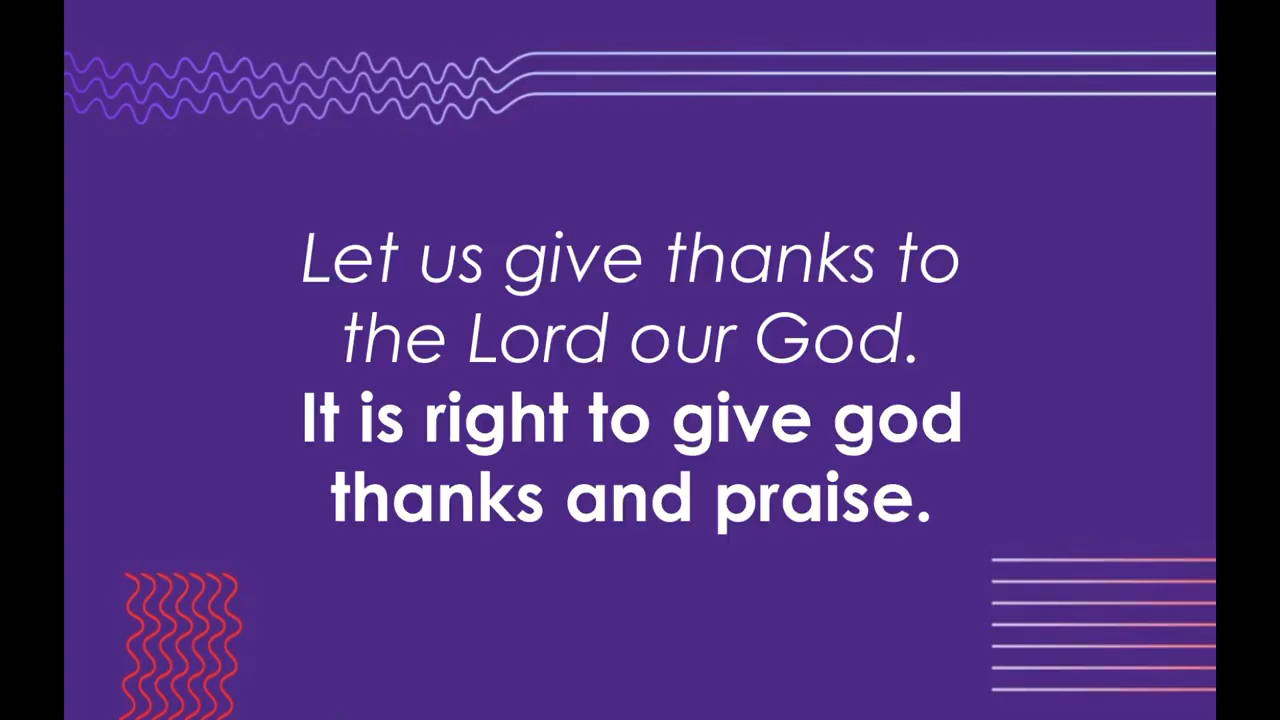 Let us give thanks to
the Lord our God.
It is right to give god
thanks and praise.